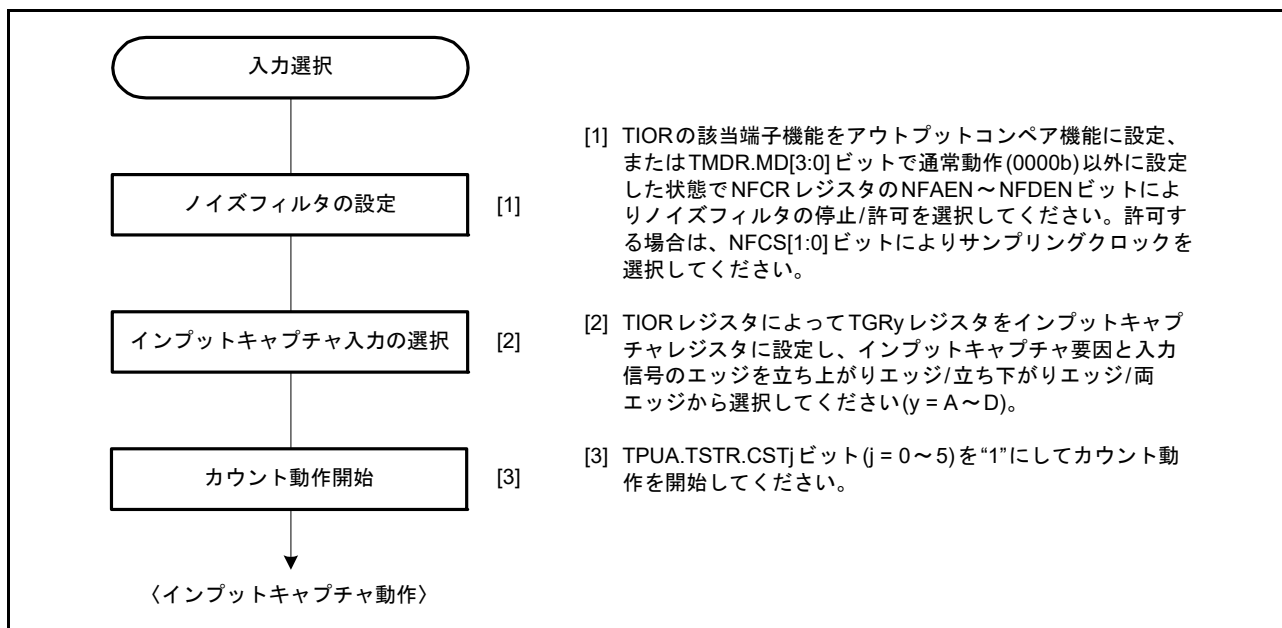 入力選択
ノイズフィルタの設定
[1]
[1] TIORの該当端子機能をアウトプットコンペア機能に設定、
またはTMDR.MD[3:0]ビットで通常動作(0000b)以外に設定
した状態でNFCRレジスタのNFAEN～NFDENビットによ
りノイズフィルタの停止/許可を選択してください。許可す
る場合は、NFCS[1:0]ビットによりサンプリングクロックを
選択してください。
インプットキャプチャ入力の選択
[2]
[2] TIORレジスタによってTGRyレジスタをインプットキャプ
チャレジスタに設定し、インプットキャプチャ要因と入力
信号のエッジを立ち上がりエッジ/立ち下がりエッジ/両
エッジから選択してください(y = A～D)。
カウント動作開始
[3]
[3] TPUA.TSTR.CSTjビット(j = 0～5)を“1”にしてカウント動
作を開始してください。
〈インプットキャプチャ動作〉